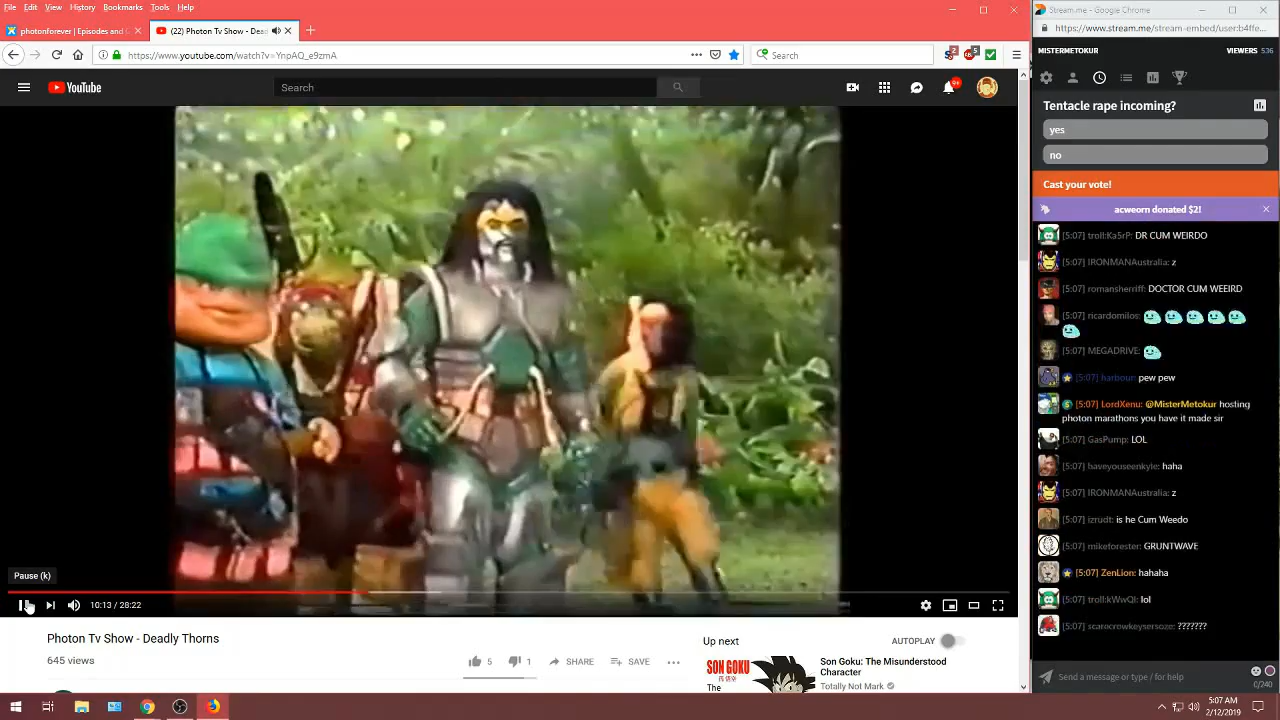 File Edit View History Bookmarks Tools Help
photonforever | Episodes and C
(22) Photon Tv Show - Dea
https://www.youtube.com/watch?v=YnpAQ_e9zmA
Search
2
5
YouTube
Search
9+
Pause (k)
10:13 / 28:22
Photon Tv Show - Deadly Thorns
645 views
5
1
SHARE
SAVE
Up next
AUTOPLAY
SON GOKU
The
Son Goku: The Misunderstood
Character
Totally Not Mark
Stream.me - Google Chrome
https://www.stream.me/stream-embed/user:b4ffe...
MISTERMETOKUR
VIEWERS 536
Tentacle rape incoming?
yes
no
Cast your vote!
acweorn donated $2!
[5:07] troll:Ka5rP: DR CUM WEIRDO
[5:07] IRONMANAustralia: z
[5:07] romansherriff: DOCTOR CUM WEEIRD
[5:07] ricardomilos:
[5:07] MEGADRIVE:
[5:07] harbour: pew pew
[5:07] LordXenu: @MisterMetokur hosting
photon marathons you have it made sir
[5:07] GasPump: LOL
[5:07] haveyouseenkyle: haha
[5:07] IRONMANAustralia: z
[5:07] izrudt: is he Cum Weedo
[5:07] mikeforester: GRUNTWAVE
[5:07] ZenLion: hahaha
[5:07] troll:kWwQI: lol
[5:07] scarecrowkeysersoze: ???????
Send a message or type / for help
0/240
5:07 AM
2/12/2019